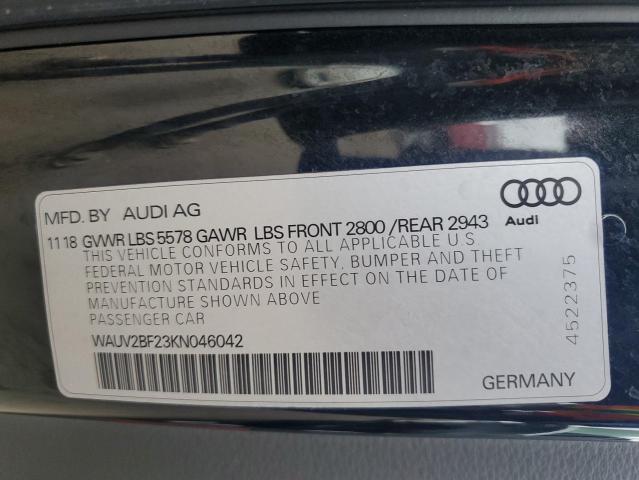 MFD. BY AUDI AG
11 18 GVWR LBS 5578 GAWR LBS FRONT 2800 / REAR 2943
THIS VEHICLE CONFORMS TO ALL APPLICABLE U.S.
FEDERAL MOTOR VEHICLE SAFETY, BUMPER AND THEFT
PREVENTION STANDARDS IN EFFECT ON THE DATE OF
MANUFACTURE SHOWN ABOVE
PASSENGER CAR
WAUV2BF23KN046042
Audi
4522375
GERMANY